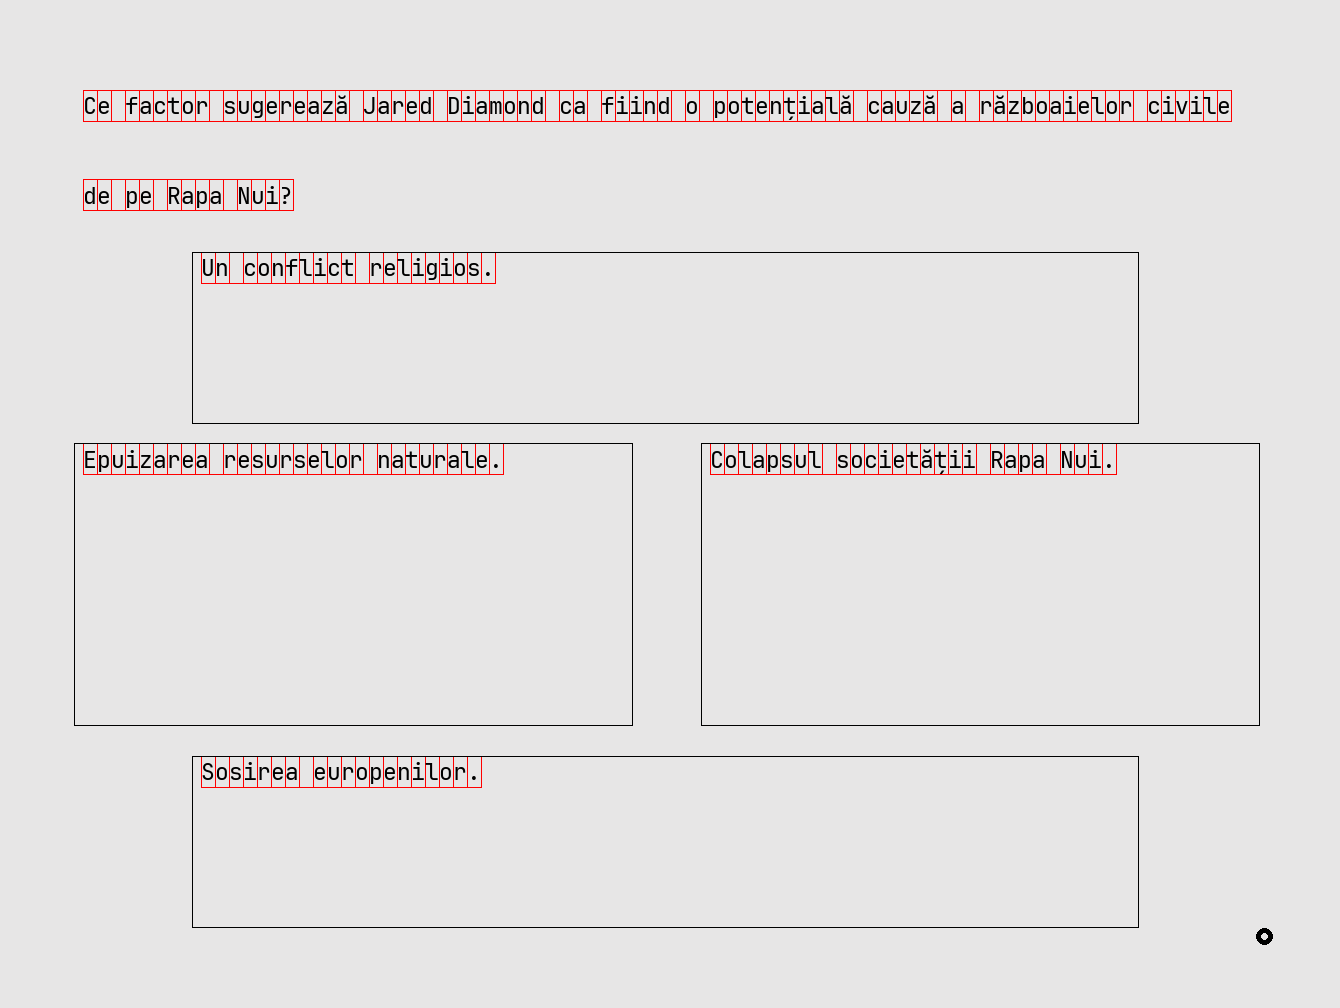 Ce factor sugerează Jared Diamond ca fiind o potențială cauză a războaielor civile
de pe Rapa Nui?
Un conflict religios.
Epuizarea resurselor naturale.
Colapsul societății Rapa Nui.
Sosirea europenilor.